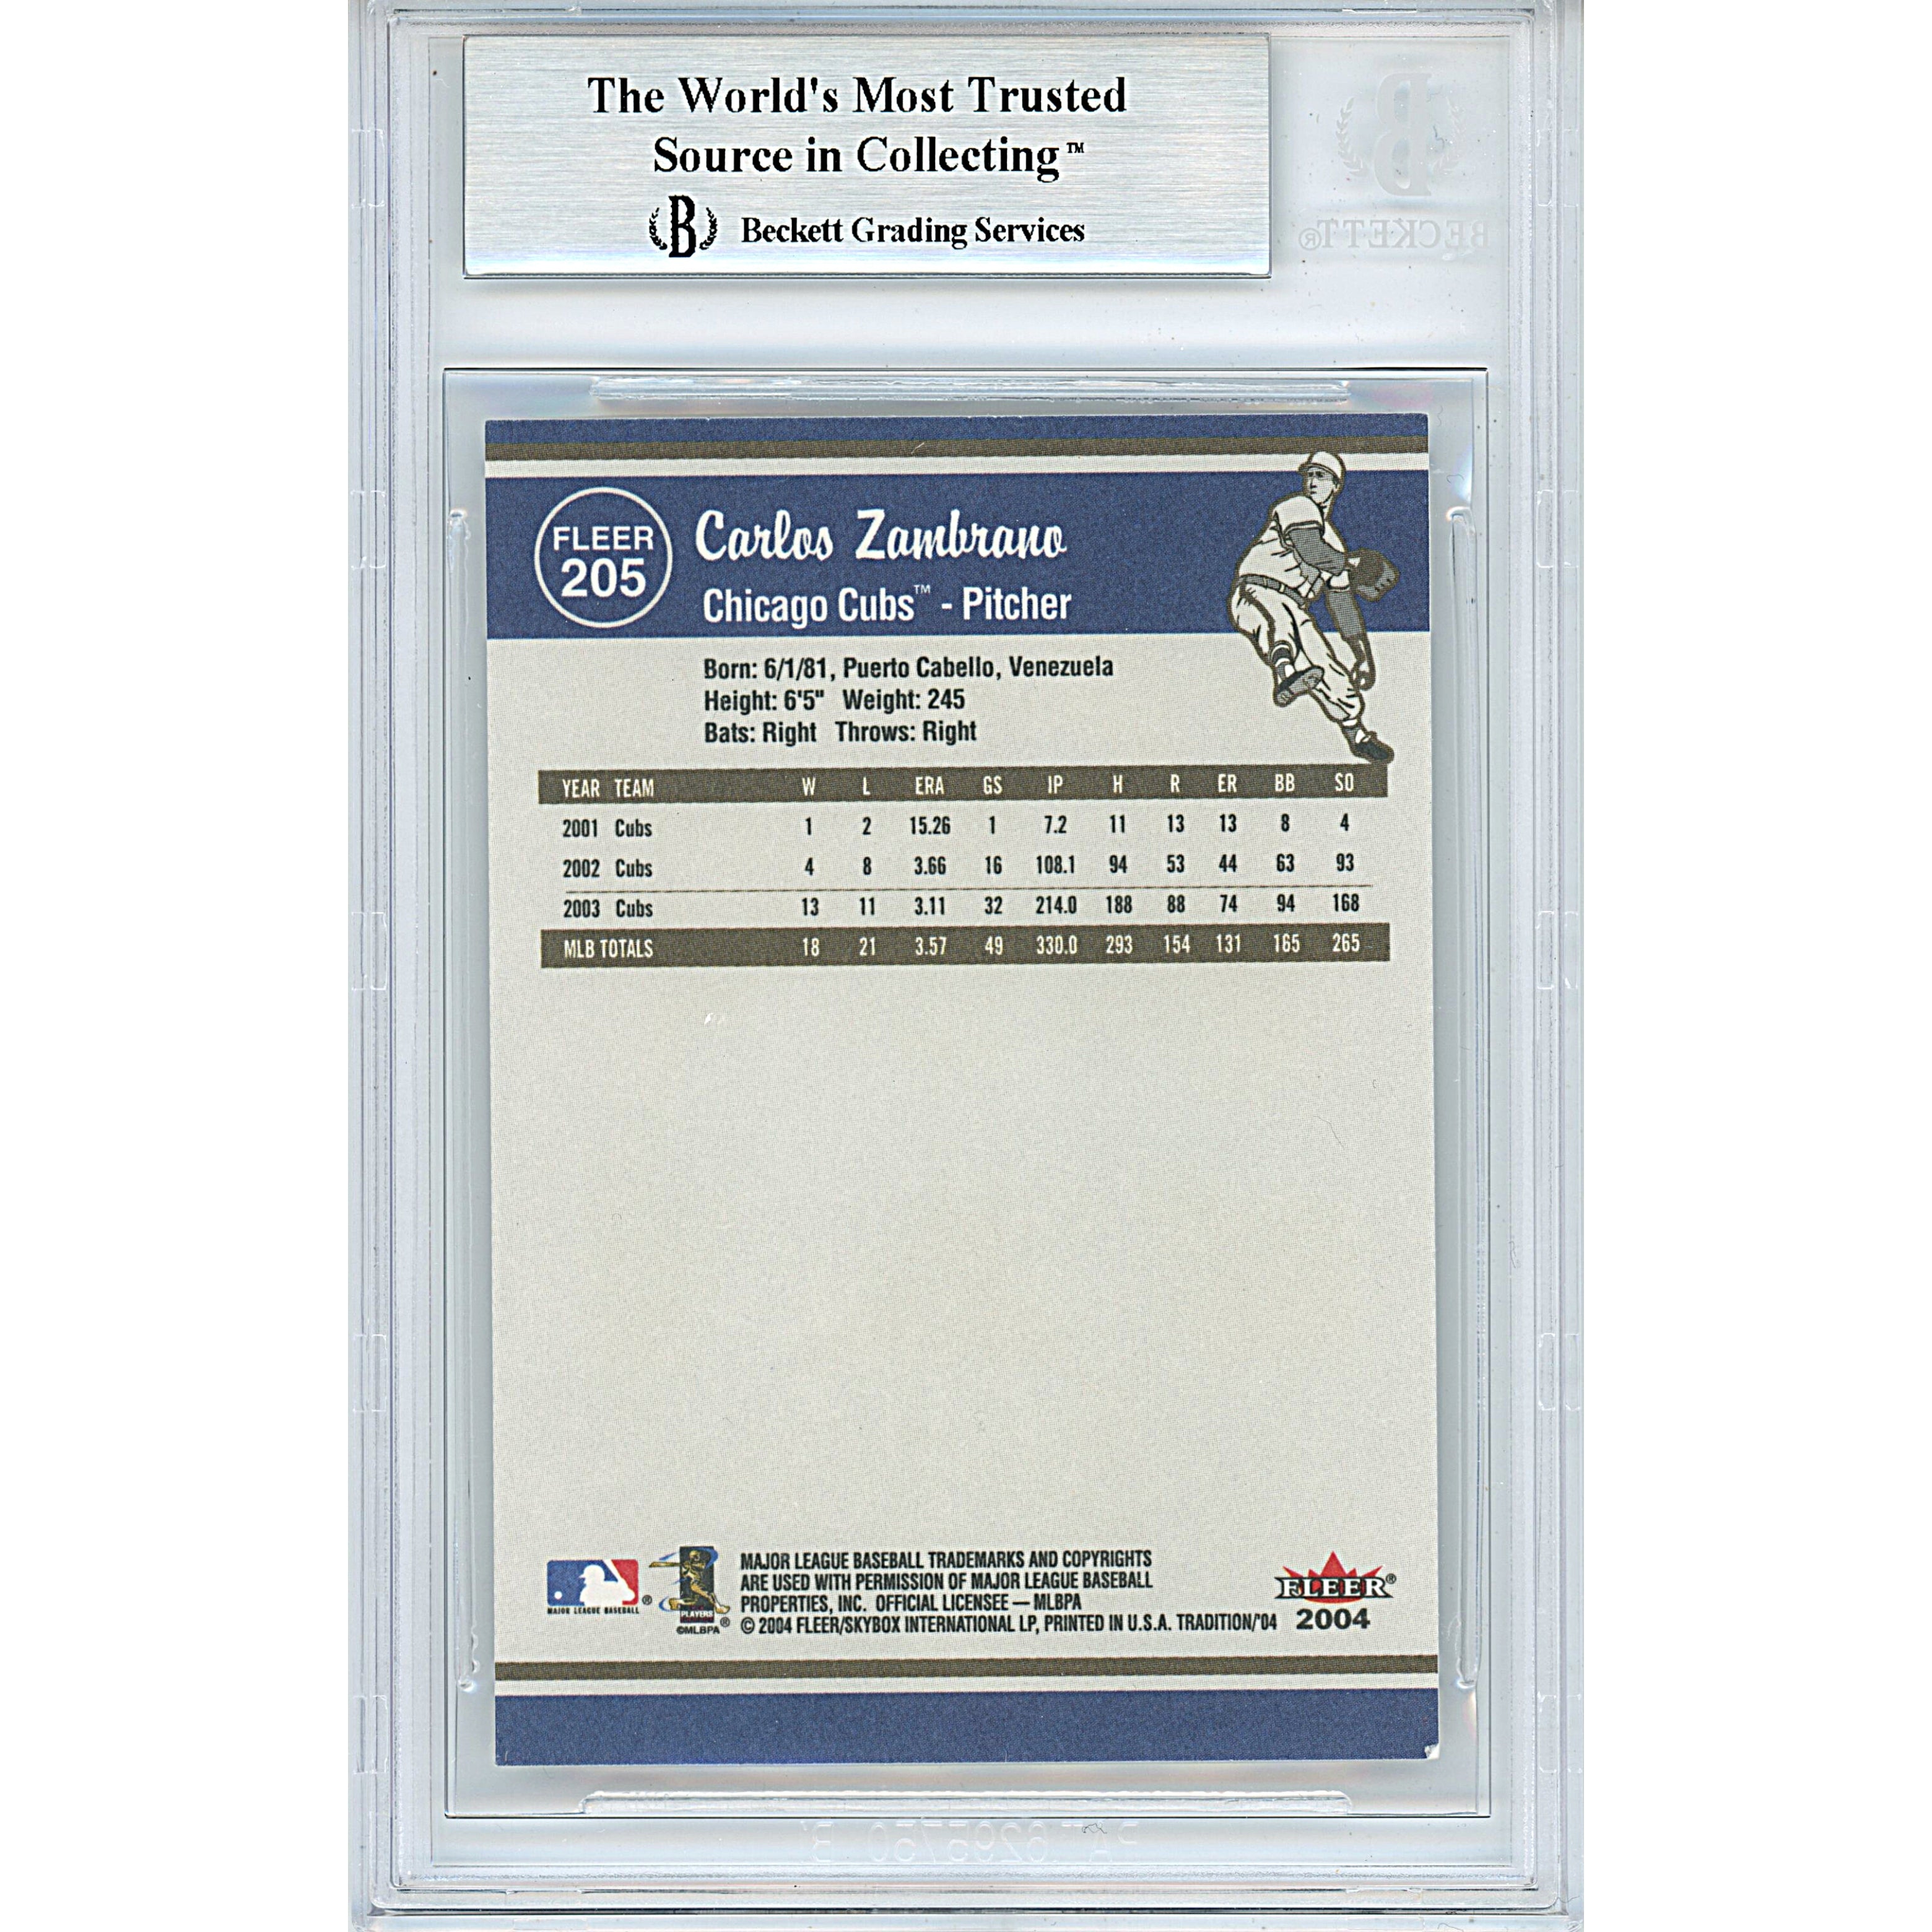 The World's Most Trusted
Source in Collecting™
B Beckett Grading Services
B
BECKETT®
FLEER
205
Carlos Zambrano
Chicago Cubs™ - Pitcher
Born: 6/1/81, Puerto Cabello, Venezuela
Height: 6'5" Weight: 245
Bats: Right Throws: Right
YEAR TEAM W L ERA GS IP H R ER BB SO
2001 Cubs 1 2 15.26 1 7.2 11 13 13 8 4
2002 Cubs 4 8 3.66 16 108.1 94 53 44 63 93
2003 Cubs 13 11 3.11 32 214.0 188 88 74 94 168
MLB TOTALS 18 21 3.57 49 330.0 293 154 131 165 265
MAJOR LEAGUE BASEBALL ®
PLAYERS
©MLBPA ®
MAJOR LEAGUE BASEBALL TRADEMARKS AND COPYRIGHTS
ARE USED WITH PERMISSION OF MAJOR LEAGUE BASEBALL
PROPERTIES, INC. OFFICIAL LICENSEE — MLBPA
© 2004 FLEER/SKYBOX INTERNATIONAL LP, PRINTED IN U.S.A. TRADITION/'04
FLEER®
2004